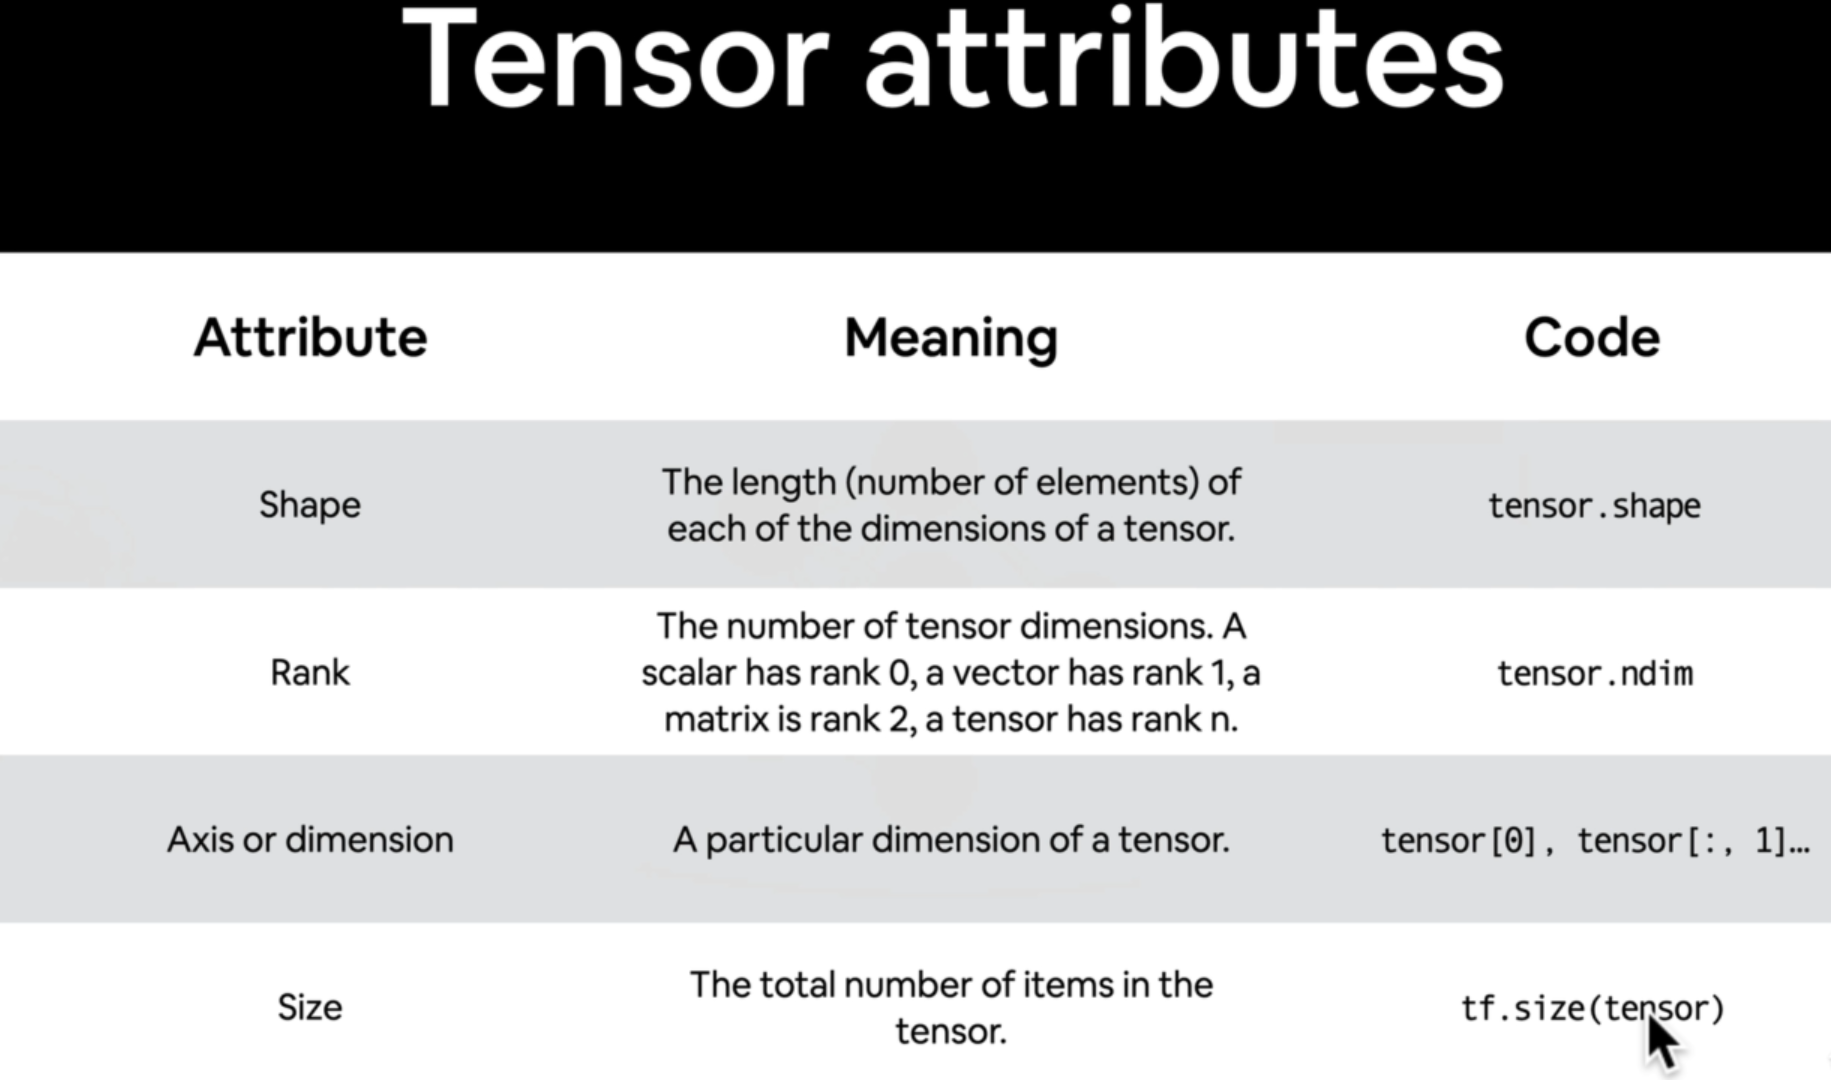 Tensor attributes
Attribute
Meaning
Code
Shape
The length (number of elements) of
each of the dimensions of a tensor.
tensor.shape
Rank
The number of tensor dimensions. A
scalar has rank 0, a vector has rank 1, a
matrix is rank 2, a tensor has rank n.
tensor.ndim
Axis or dimension
A particular dimension of a tensor.
tensor[0], tensor[:, 1]…
Size
The total number of items in the
tensor.
tf.size(tensor)